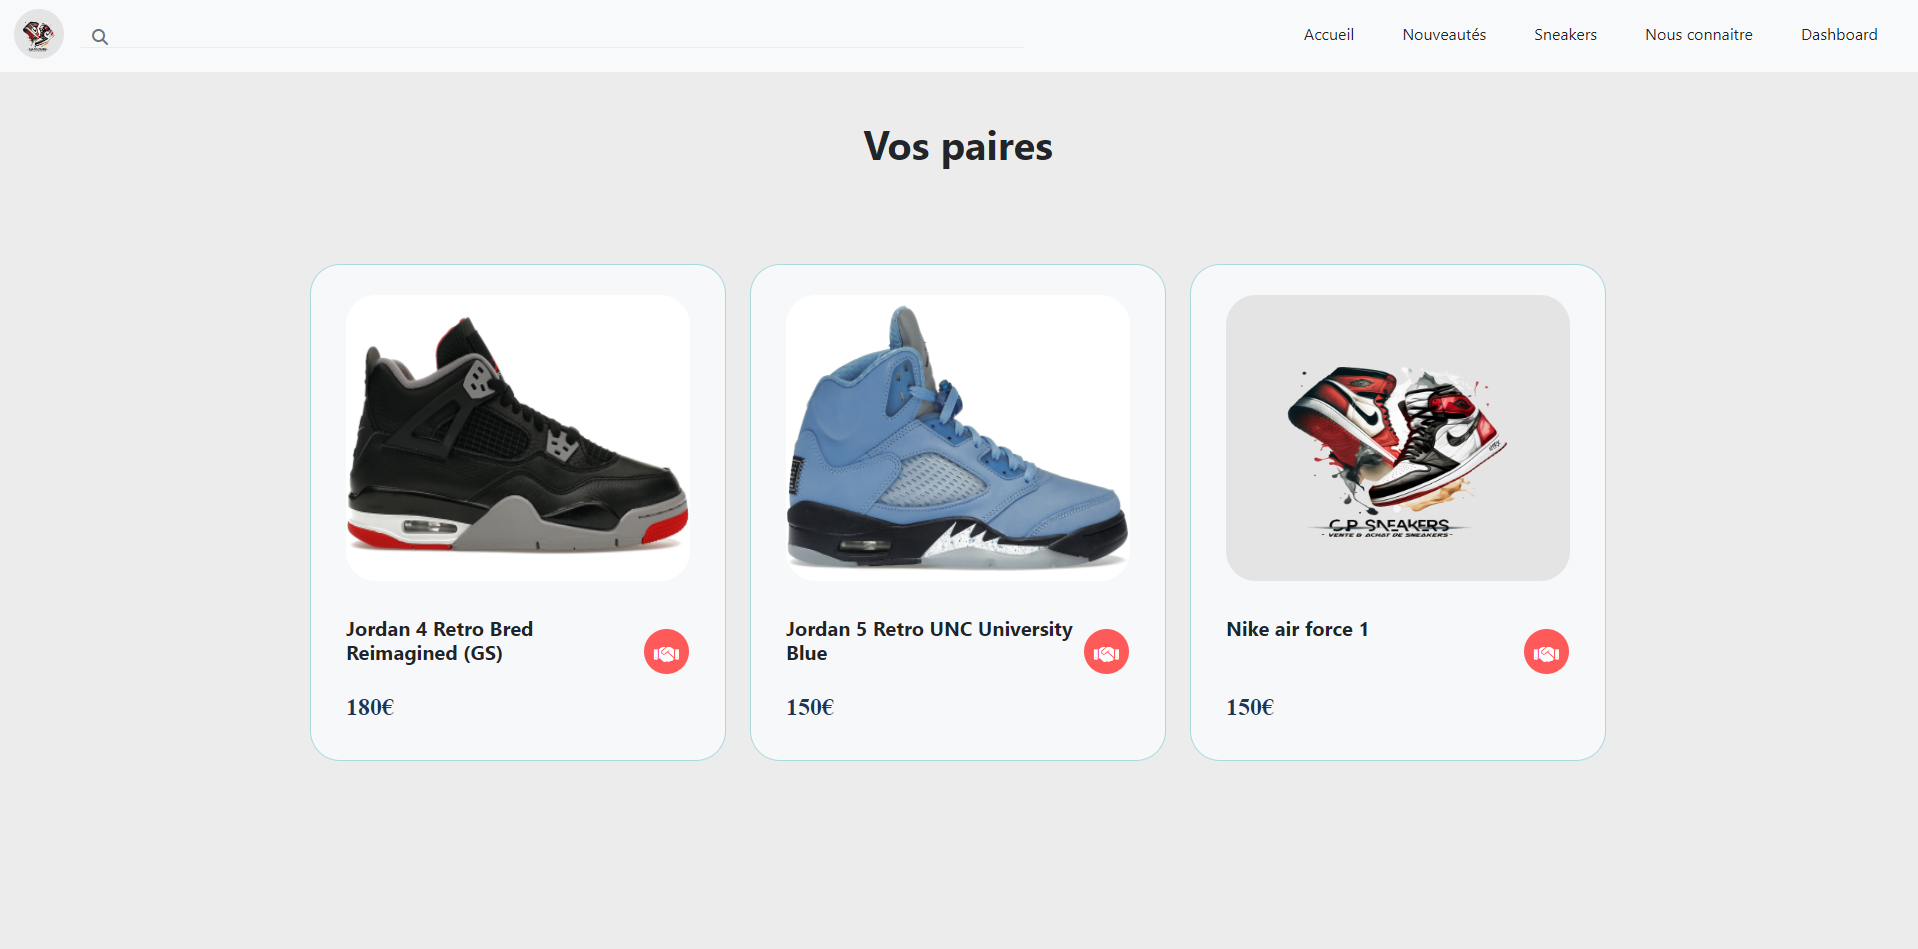 Accueil
Nouveautés
Sneakers
Nous connaitre
Dashboard
Vos paires
C.P SNEAKERS
- VENTE & ACHAT DE SNEAKERS -
Jordan 4 Retro Bred
Reimagined (GS)
180€
Jordan 5 Retro UNC University
Blue
150€
Nike air force 1
150€